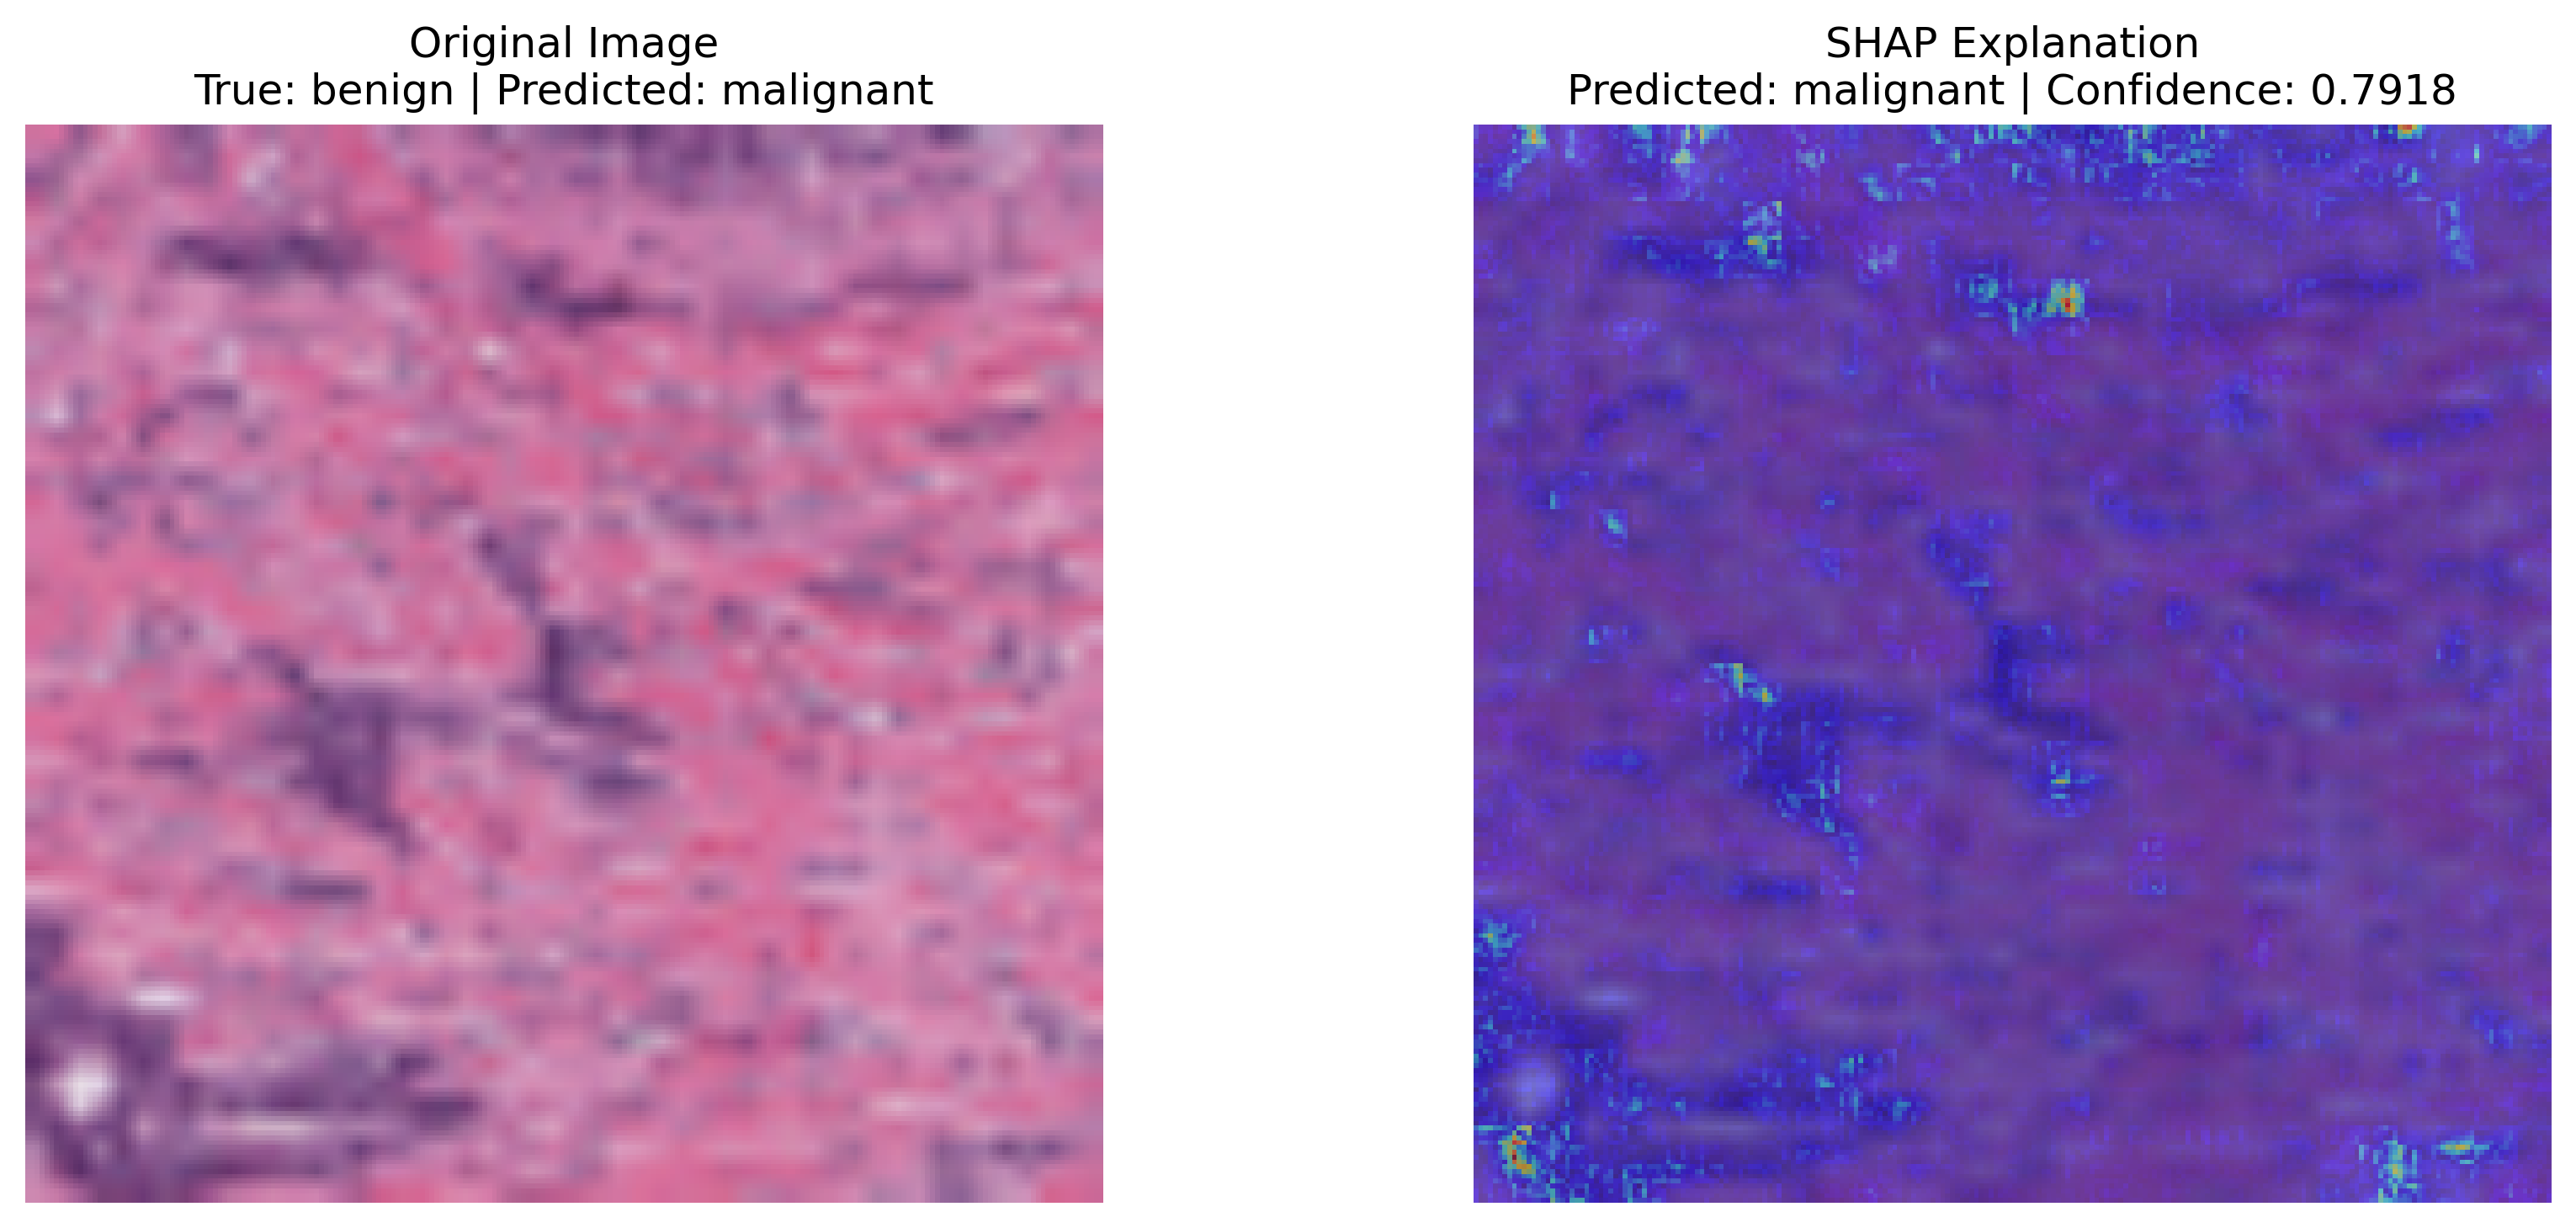 Original Image
True: benign | Predicted: malignant
SHAP Explanation
Predicted: malignant | Confidence: 0.7918